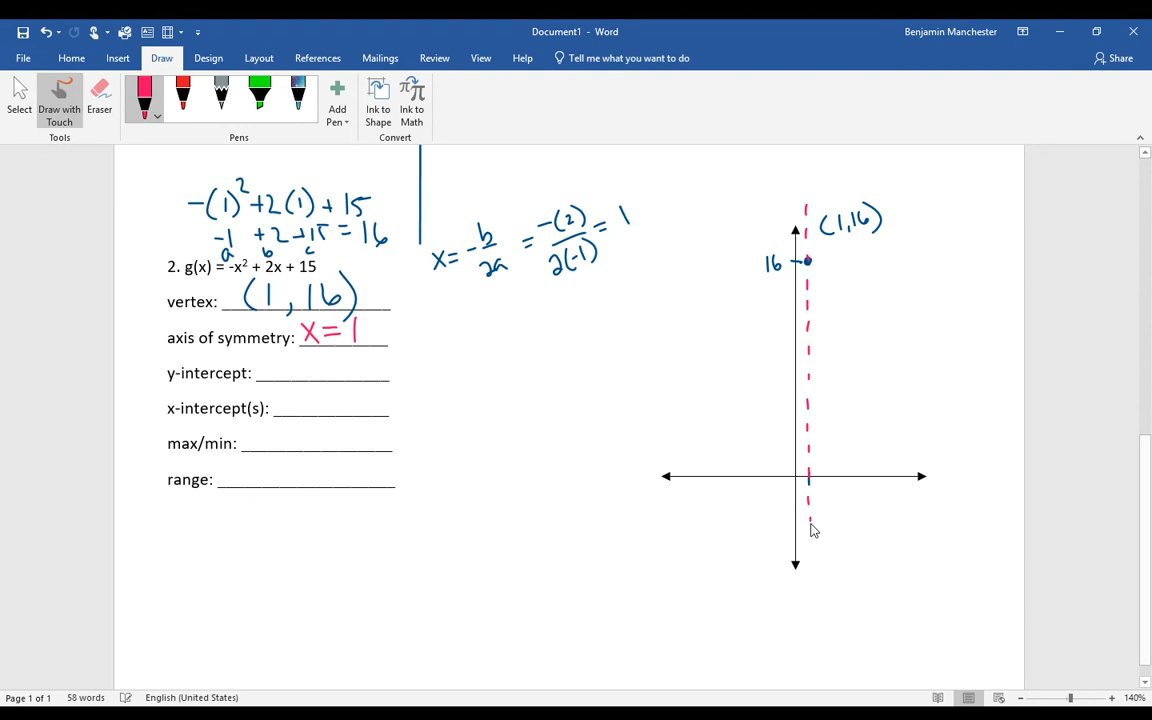 Document1 - Word
Benjamin Manchester
File Home Insert Draw Design Layout References Mailings Review View Help Tell me what you want to do Share
Select Draw with Touch Eraser Add Pen Ink to Shape Ink to Math
Tools Pens Convert
-(1)² +2(1) + 15
-1 +2 +15 = 16
a b c
2. g(x) = -x² + 2x + 15
x = -b/2a = -(2)/2(-1) = 1
vertex: (1, 16)
axis of symmetry: x = 1
y-intercept: _______________
x-intercept(s): _____________
max/min: _________________
range: ____________________
(1,16)
16
Page 1 of 1 58 words English (United States) 140%